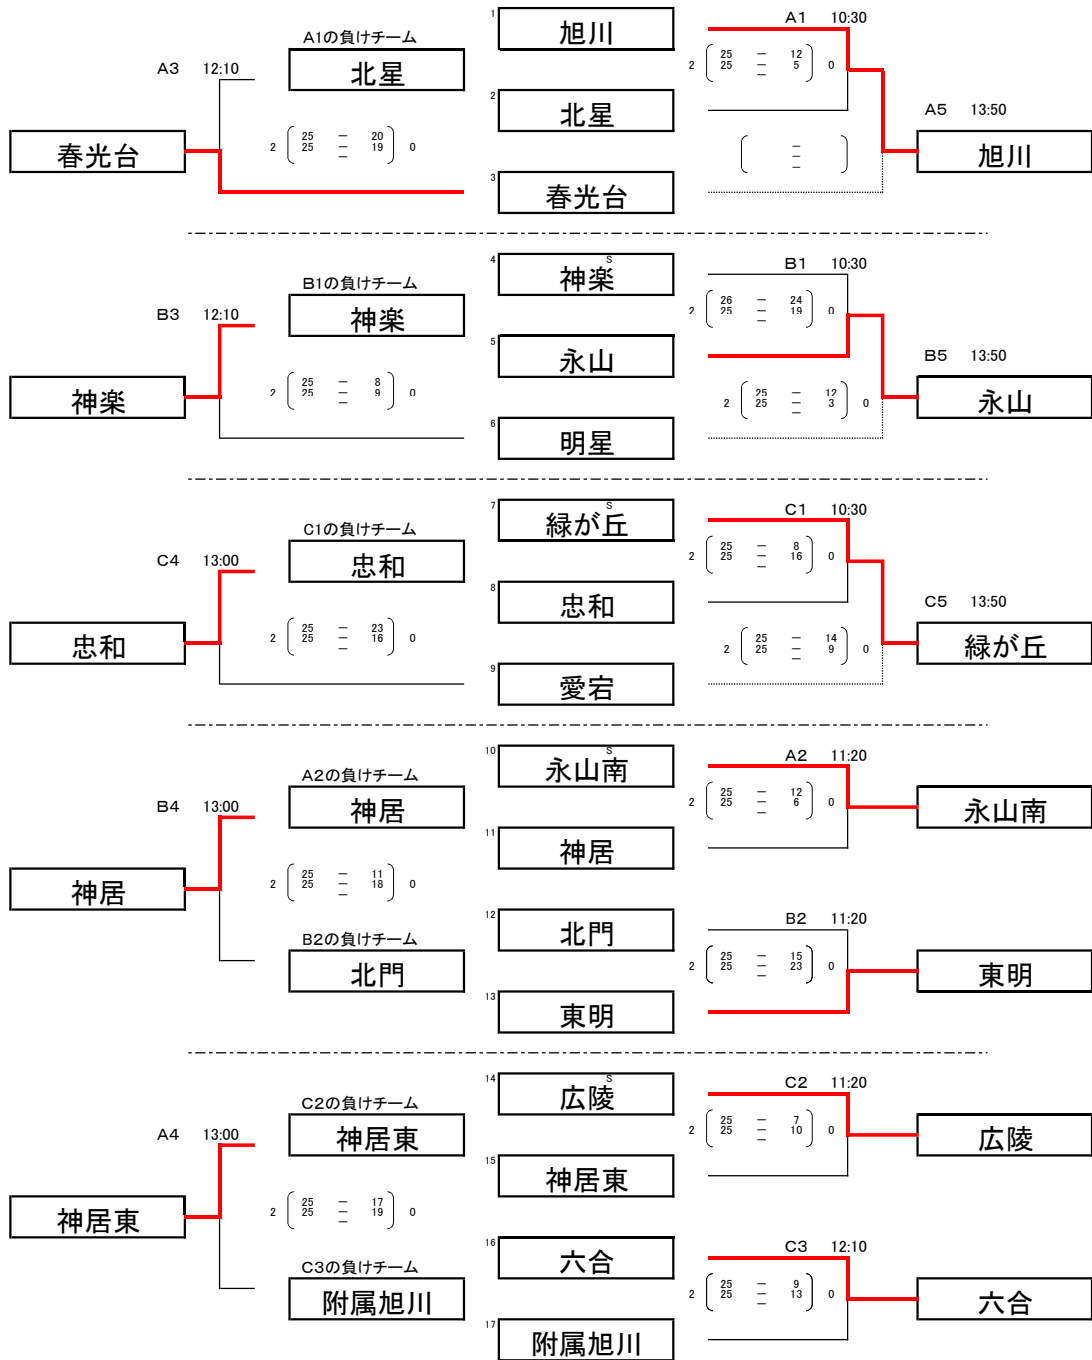 1 旭川
A1 10:30
A1の負けチーム
北星
A3 12:10
2 25 — 12 0
25 — 5
—
2 北星
A5 13:50
旭川
春光台
2 25 — 20 0
25 — 19
—
—
—
—
3 春光台
4 神楽 S
B1 10:30
B1の負けチーム
神楽
B3 12:10
2 26 — 24 0
25 — 19
—
5 永山
B5 13:50
永山
神楽
2 25 — 8 0
25 — 9
—
2 25 — 12 0
25 — 3
—
6 明星
7 緑が丘 S
C1 10:30
C1の負けチーム
忠和
C4 13:00
2 25 — 8 0
25 — 16
—
8 忠和
C5 13:50
緑が丘
忠和
2 25 — 23 0
25 — 16
—
2 25 — 14 0
25 — 9
—
9 愛宕
10 永山南 S
A2 11:20
A2の負けチーム
神居
B4 13:00
2 25 — 12 0
25 — 6
—
永山南
11 神居
神居
2 25 — 11 0
25 — 18
—
12 北門
B2 11:20
B2の負けチーム
北門
2 25 — 15 0
25 — 23
—
東明
13 東明
14 広陵 S
C2 11:20
C2の負けチーム
神居東
A4 13:00
2 25 — 7 0
25 — 10
—
広陵
15 神居東
神居東
2 25 — 17 0
25 — 19
—
16 六合
C3 12:10
C3の負けチーム
附属旭川
2 25 — 9 0
25 — 13
—
六合
17 附属旭川